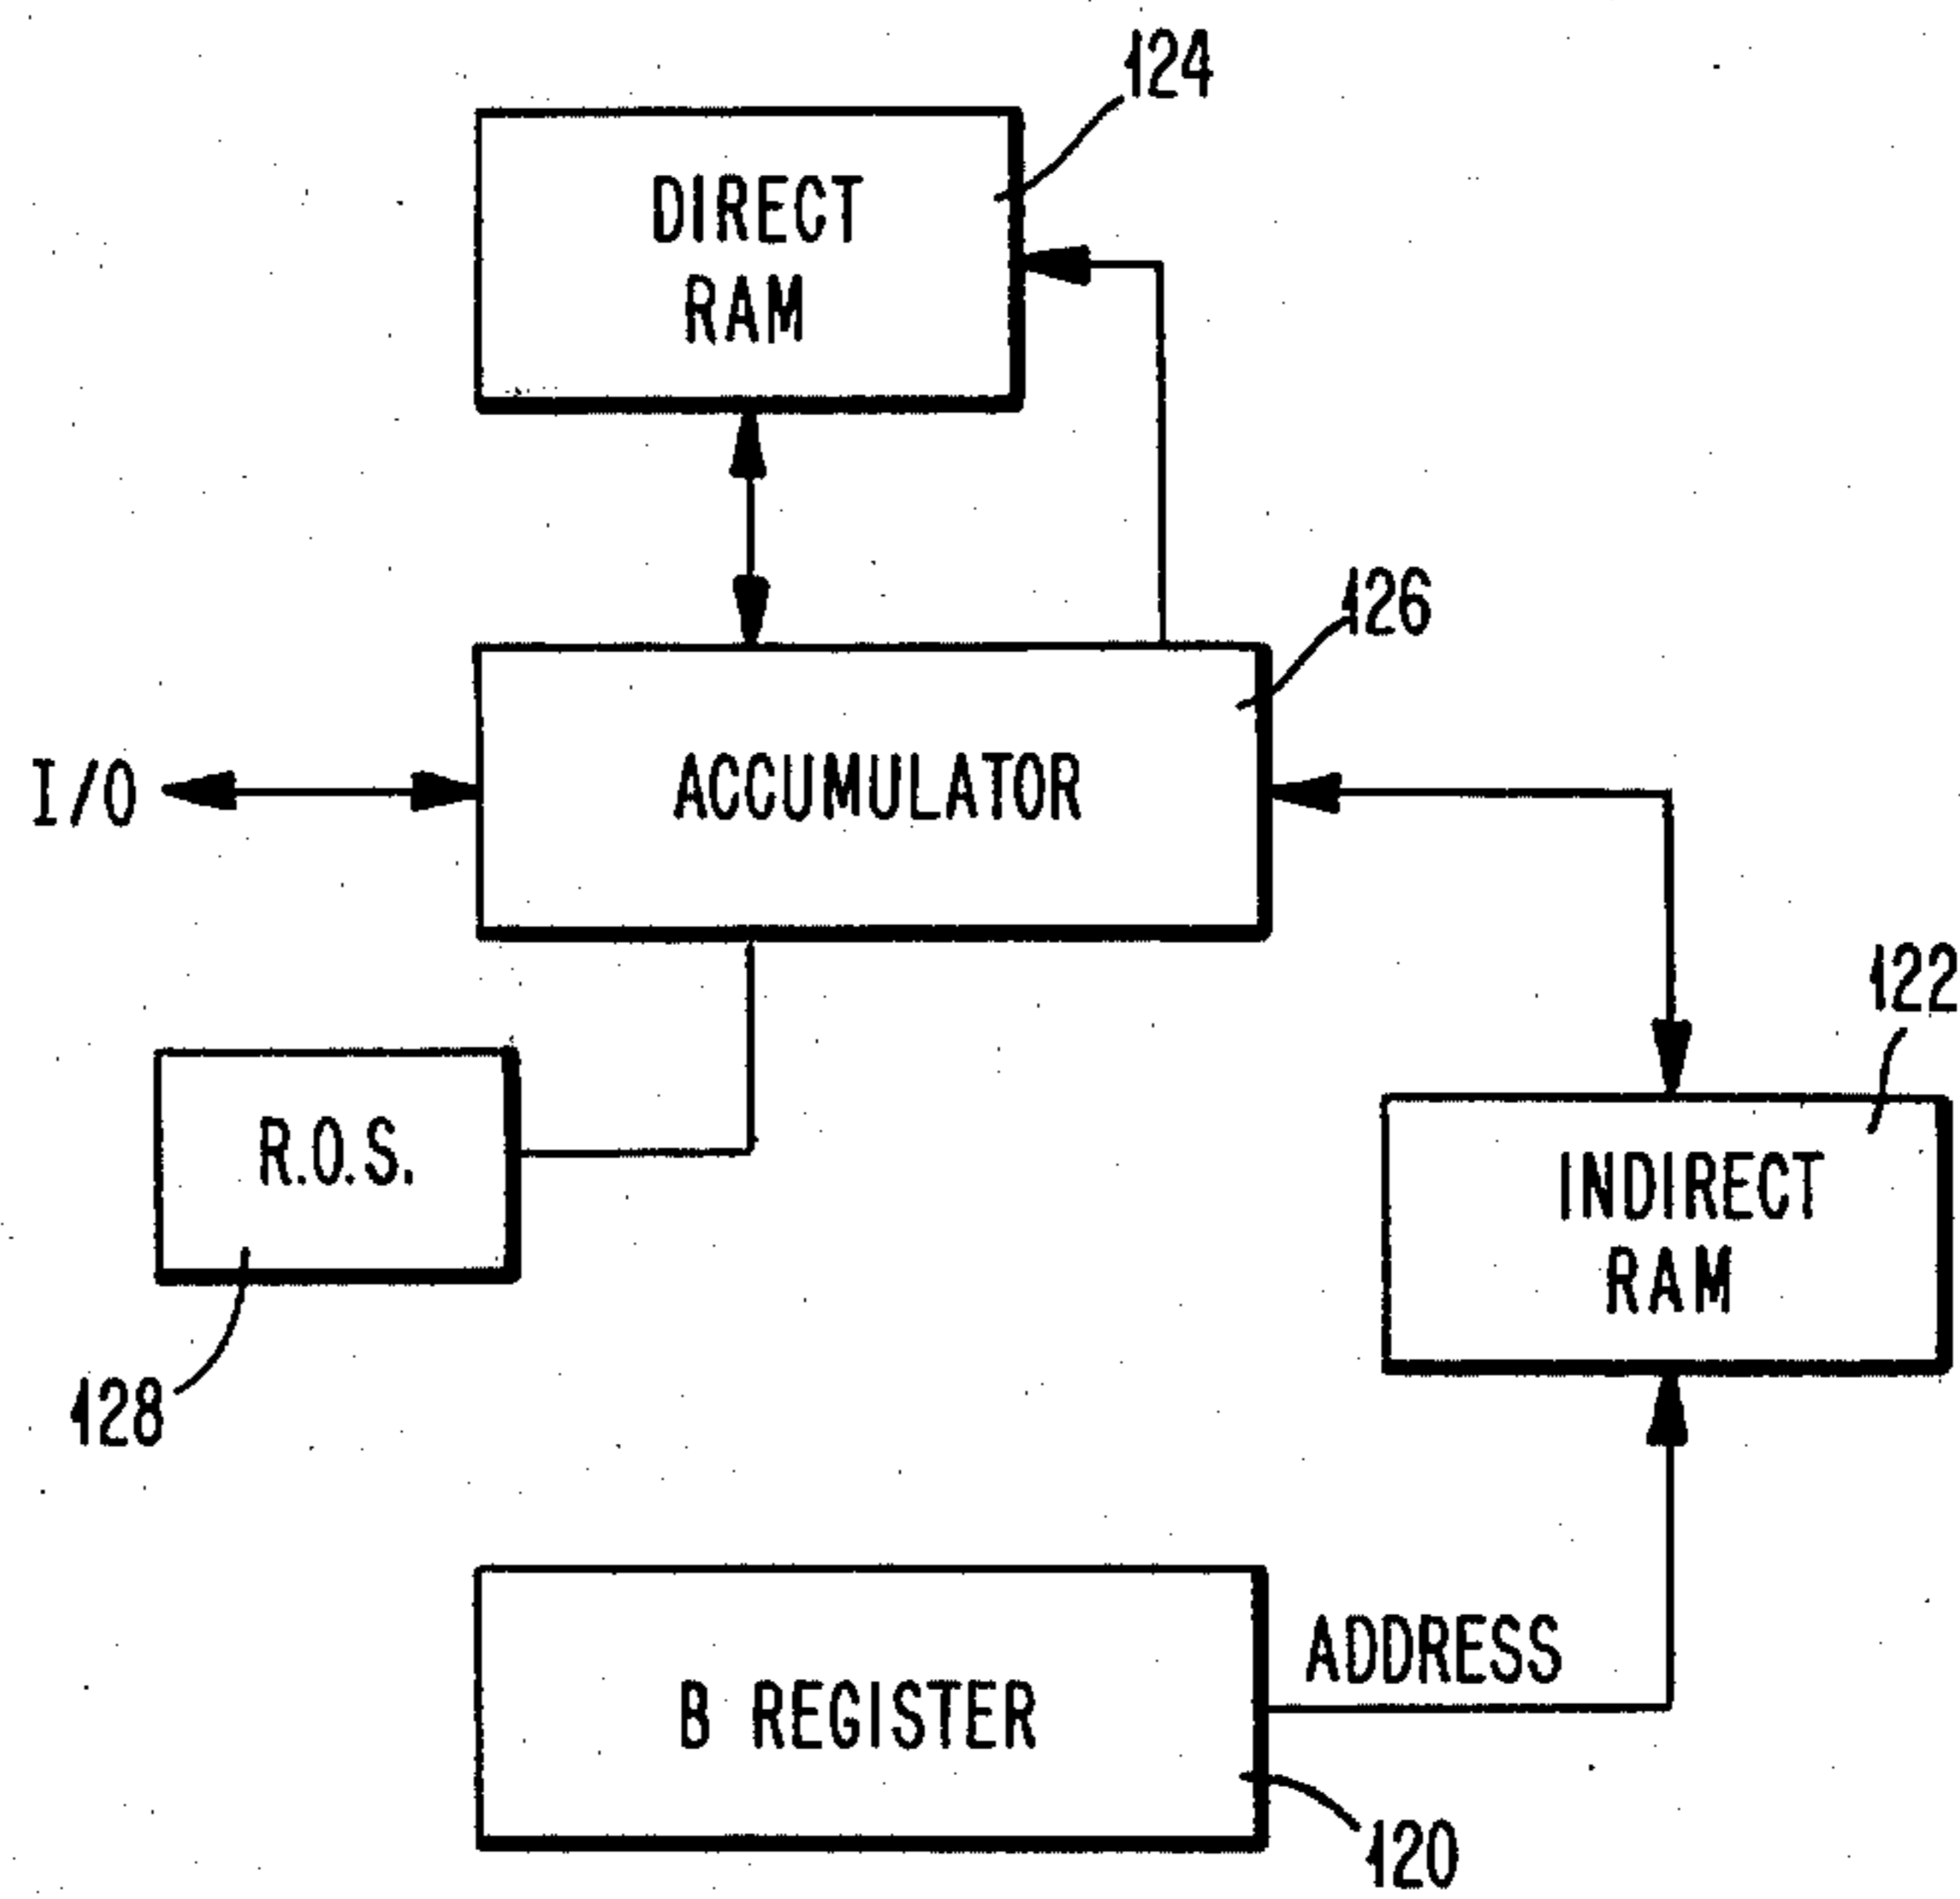 124
DIRECT
RAM
126
I/O
ACCUMULATOR
122
R.O.S.
INDIRECT
RAM
128
ADDRESS
B REGISTER
120